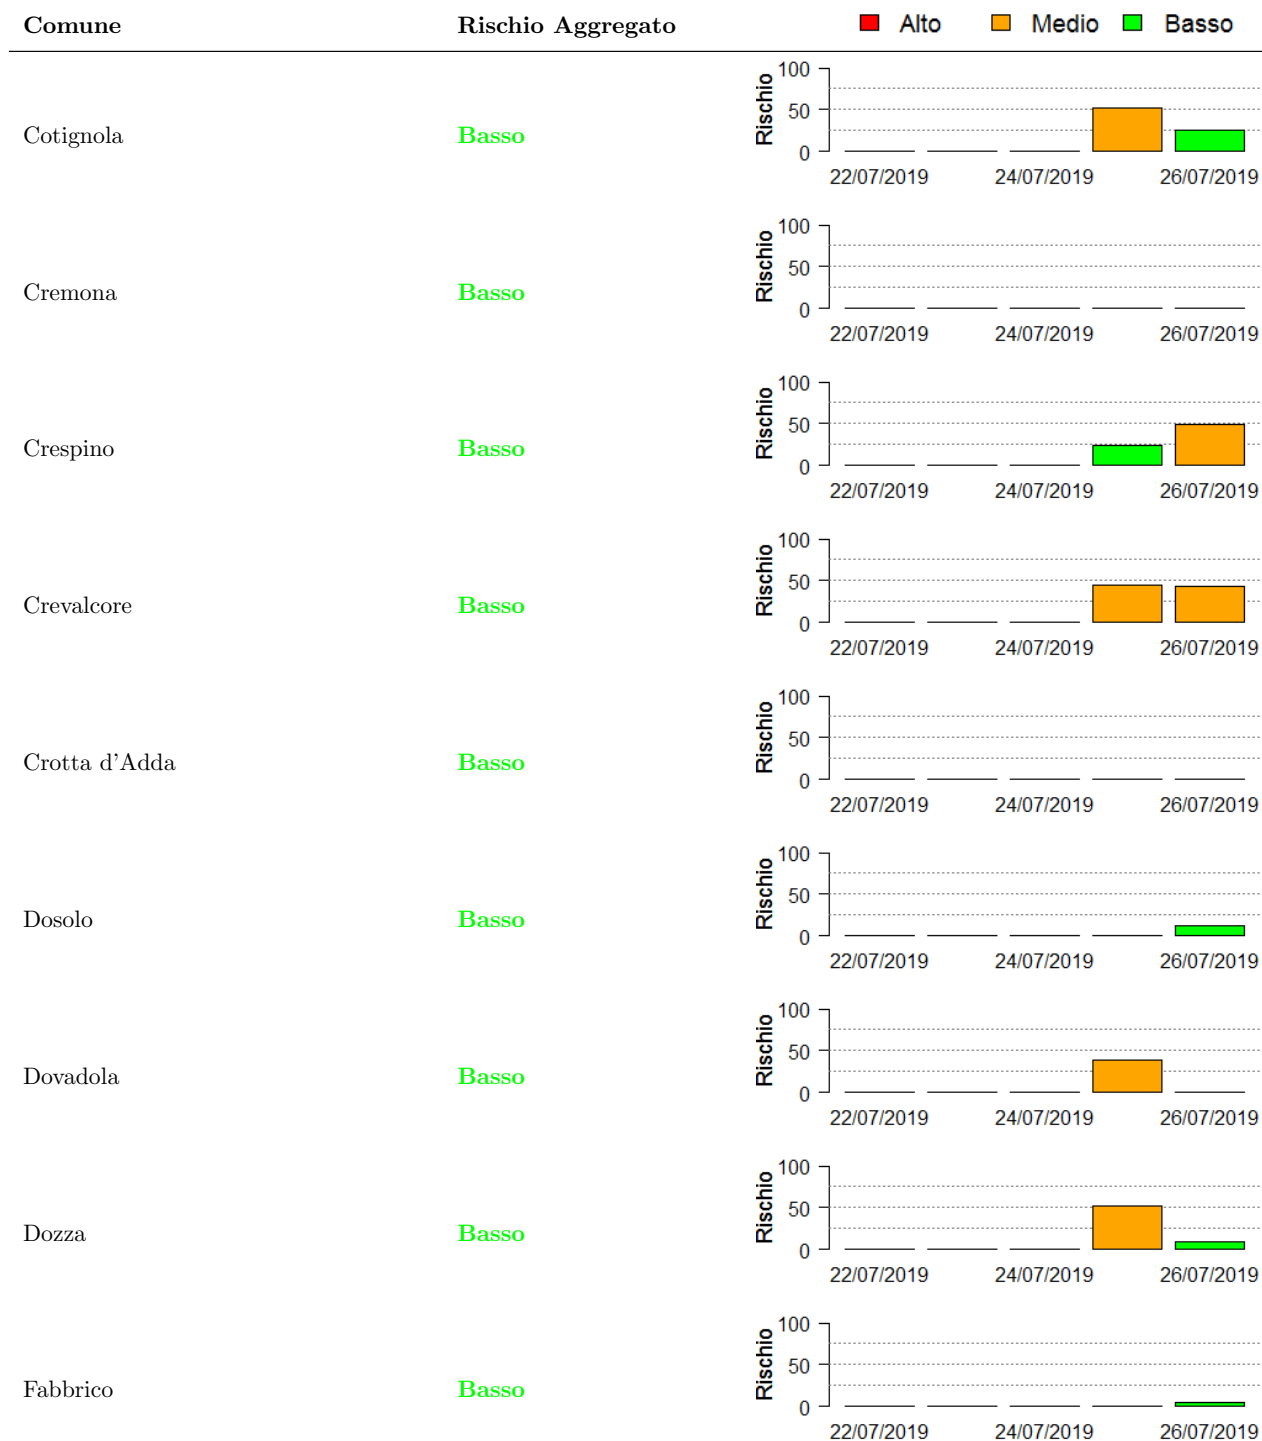 Comune Rischio Aggregato Alto Medio Basso
100
50
0
Rischio
Cotignola Basso
22/07/2019 24/07/2019 26/07/2019
100
50
0
Rischio
Cremona Basso
22/07/2019 24/07/2019 26/07/2019
100
50
0
Rischio
Crespino Basso
22/07/2019 24/07/2019 26/07/2019
100
50
0
Rischio
Crevalcore Basso
22/07/2019 24/07/2019 26/07/2019
100
50
0
Rischio
Crotta d'Adda Basso
22/07/2019 24/07/2019 26/07/2019
100
50
0
Rischio
Dosolo Basso
22/07/2019 24/07/2019 26/07/2019
100
50
0
Rischio
Dovadola Basso
22/07/2019 24/07/2019 26/07/2019
100
50
0
Rischio
Dozza Basso
22/07/2019 24/07/2019 26/07/2019
100
50
0
Rischio
Fabbrico Basso
22/07/2019 24/07/2019 26/07/2019